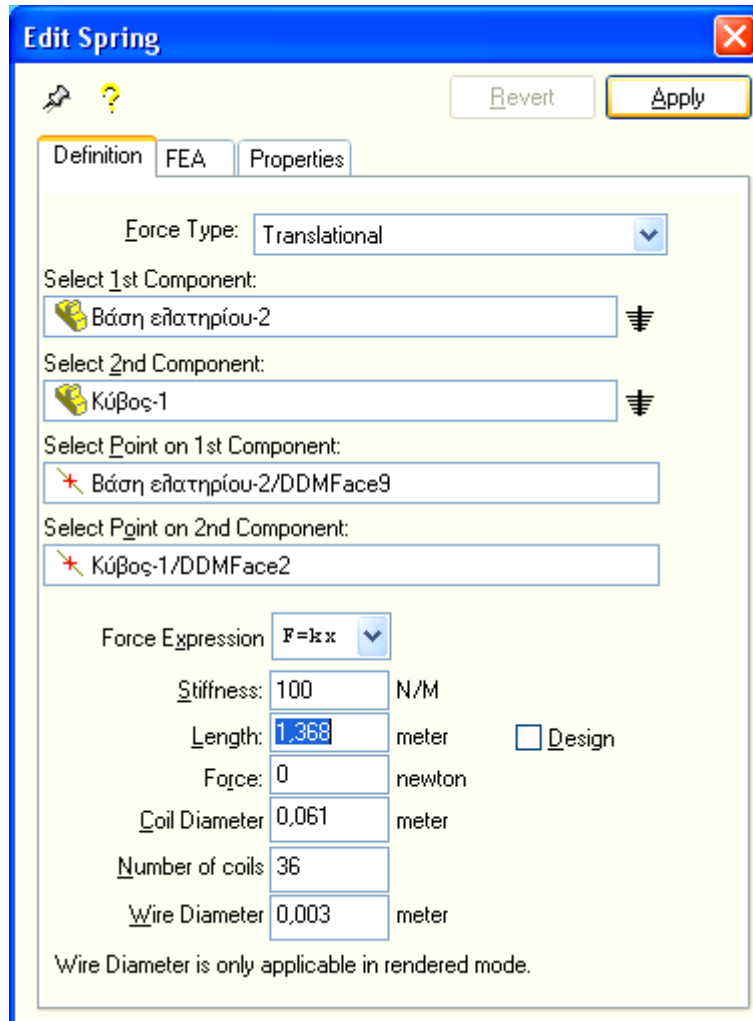 Edit Spring
? Revert Apply
Definition FEA Properties
Force Type: Translational
Select 1st Component:
Βάση ελατηρίου-2
Select 2nd Component:
Κύβος-1
Select Point on 1st Component:
Βάση ελατηρίου-2/DDMFace9
Select Point on 2nd Component:
Κύβος-1/DDMFace2
Force Expression F=kx
Stiffness: 100 N/M
Length: 1,368 meter Design
Force: 0 newton
Coil Diameter 0,061 meter
Number of coils 36
Wire Diameter 0,003 meter
Wire Diameter is only applicable in rendered mode.